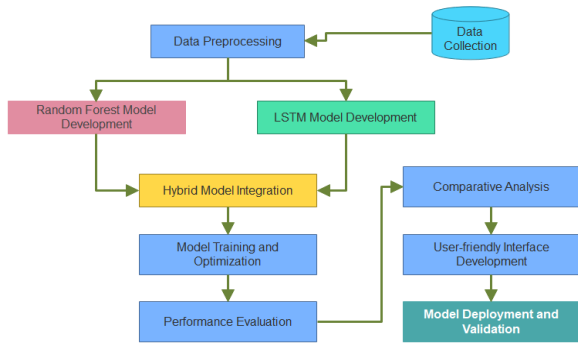 Data
Collection
Data Preprocessing
Random Forest Model
Development
LSTM Model Development
Hybrid Model Integration
Model Training and
Optimization
Performance Evaluation
Comparative Analysis
User-friendly Interface
Development
Model Deployment and
Validation